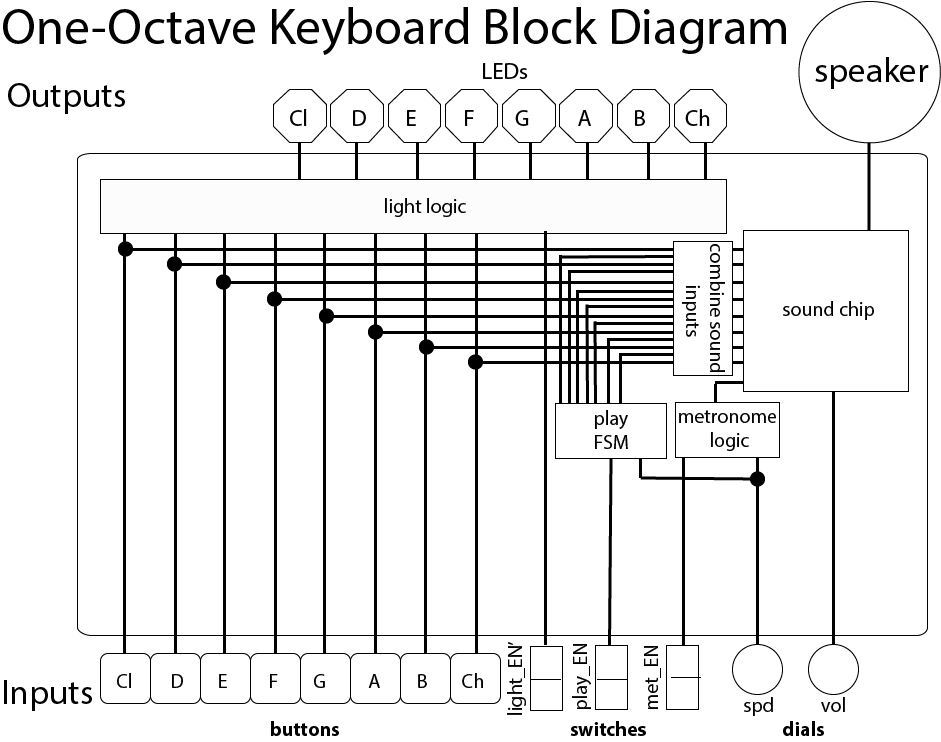 One-Octave Keyboard Block Diagram
speaker
LEDs
Outputs
Cl D E F G A B Ch
light logic
combine sound
inputs
sound chip
play
FSM
metronome
logic
Inputs
Cl D E F G A B Ch
light_EN'
play_EN
met_EN
spd
vol
buttons
switches
dials